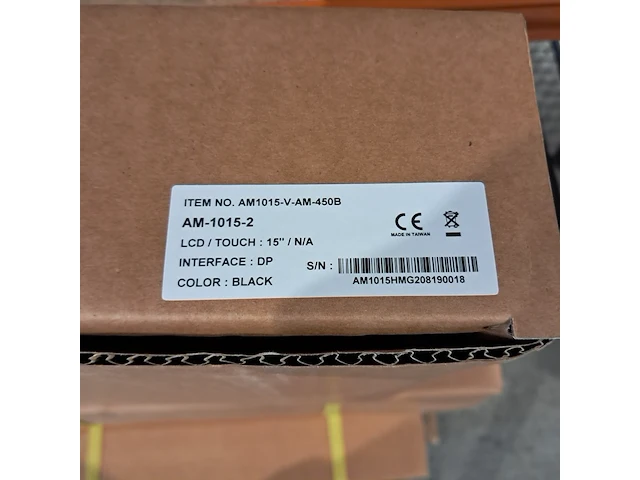 ITEM NO. AM1015-V-AM-450B
AM-1015-2
LCD / TOUCH : 15" / N/A
INTERFACE : DP
COLOR : BLACK
CE
MADE IN TAIWAN
S/N :
AM1015HMG208190018